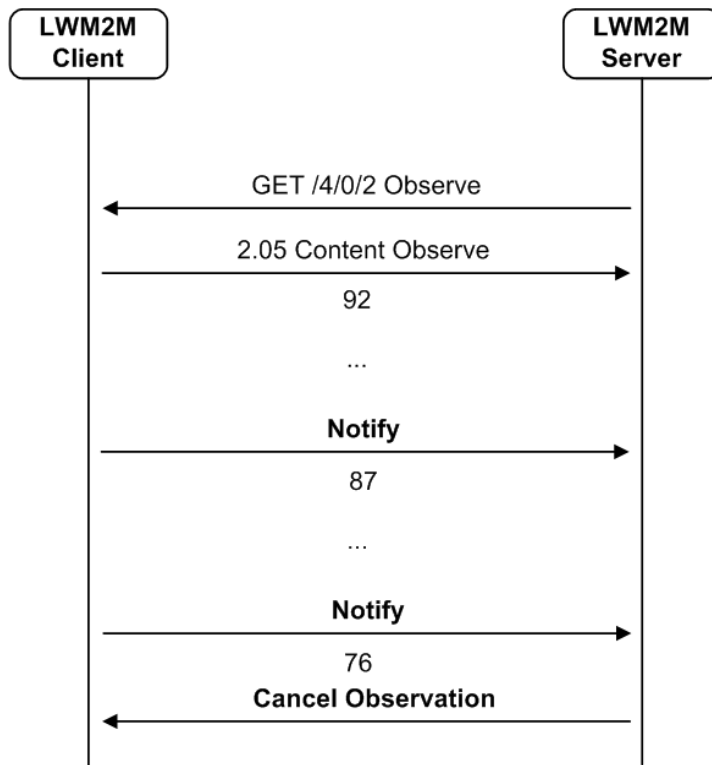 LWM2M
Client
LWM2M
Server
GET /4/0/2 Observe
2.05 Content Observe
92
...
Notify
87
...
Notify
76
Cancel Observation